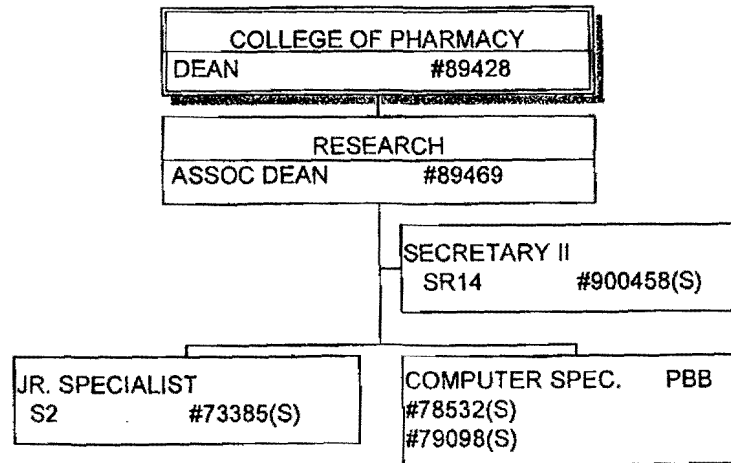 COLLEGE OF PHARMACY
DEAN #89428
RESEARCH
ASSOC DEAN #89469
SECRETARY II
SR14 #900458(S)
JR. SPECIALIST
S2 #73385(S)
COMPUTER SPEC. PBB
#78532(S)
#79098(S)